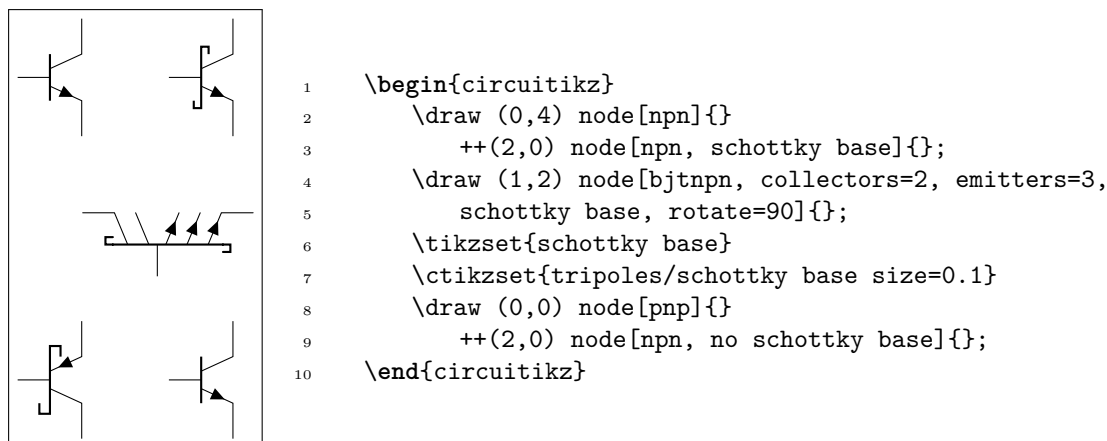 1 \begin{circuitikz}
2 \draw (0,4) node[npn]{}
3 ++(2,0) node[npn, schottky base]{};
4 \draw (1,2) node[bjtnpn, collectors=2, emitters=3,
5 schottky base, rotate=90]{};
6 \tikzset{schottky base}
7 \ctikzset{tripoles/schottky base size=0.1}
8 \draw (0,0) node[pnp]{}
9 ++(2,0) node[npn, no schottky base]{};
10 \end{circuitikz}